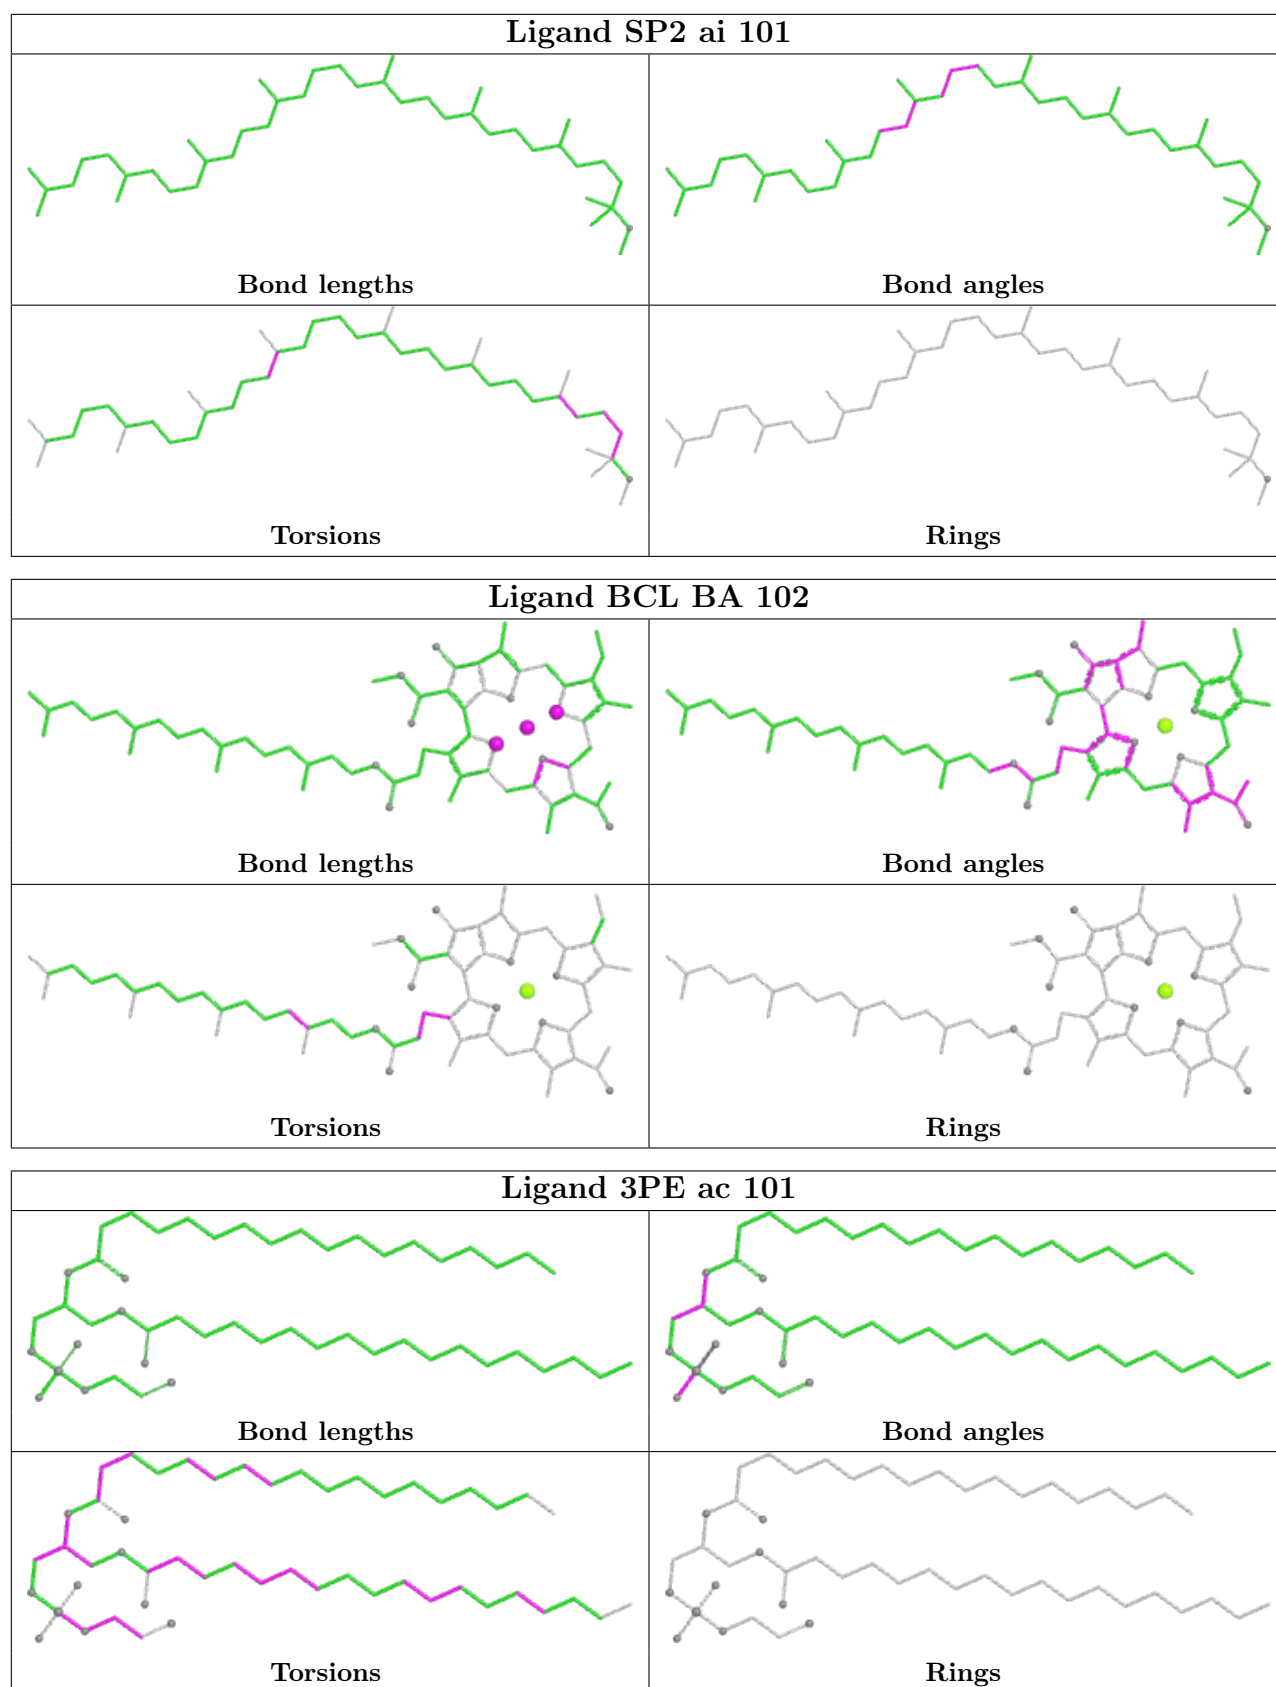 Ligand SP2 ai 101
Bond lengths
Bond angles
Torsions
Rings
Ligand BCL BA 102
Bond lengths
Bond angles
Torsions
Rings
Ligand 3PE ac 101
Bond lengths
Bond angles
Torsions
Rings